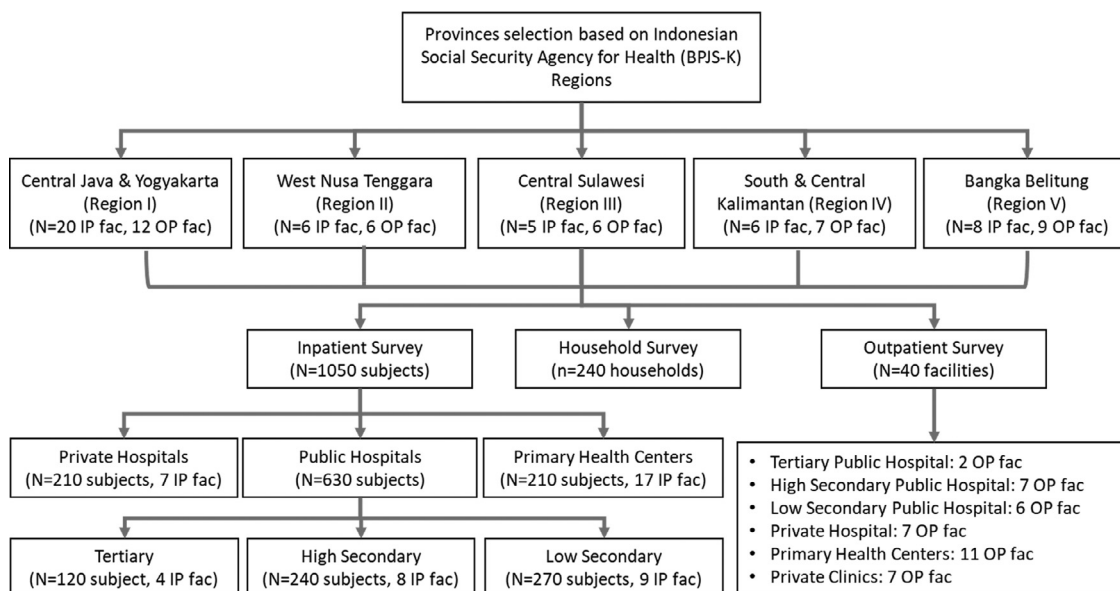 Provinces selection based on Indonesian
Social Security Agency for Health (BPJS-K)
Regions
Central Java & Yogyakarta
(Region I)
(N=20 IP fac, 12 OP fac)
West Nusa Tenggara
(Region II)
(N=6 IP fac, 6 OP fac)
Central Sulawesi
(Region III)
(N=5 IP fac, 6 OP fac)
South & Central
Kalimantan (Region IV)
(N=6 IP fac, 7 OP fac)
Bangka Belitung
(Region V)
(N=8 IP fac, 9 OP fac)
Inpatient Survey
(N=1050 subjects)
Household Survey
(n=240 households)
Outpatient Survey
(N=40 facilities)
Private Hospitals
(N=210 subjects, 7 IP fac)
Public Hospitals
(N=630 subjects)
Primary Health Centers
(N=210 subjects, 17 IP fac)
Tertiary
(N=120 subject, 4 IP fac)
High Secondary
(N=240 subjects, 8 IP fac)
Low Secondary
(N=270 subjects, 9 IP fac)
• Tertiary Public Hospital: 2 OP fac
• High Secondary Public Hospital: 7 OP fac
• Low Secondary Public Hospital: 6 OP fac
• Private Hospital: 7 OP fac
• Primary Health Centers: 11 OP fac
• Private Clinics: 7 OP fac